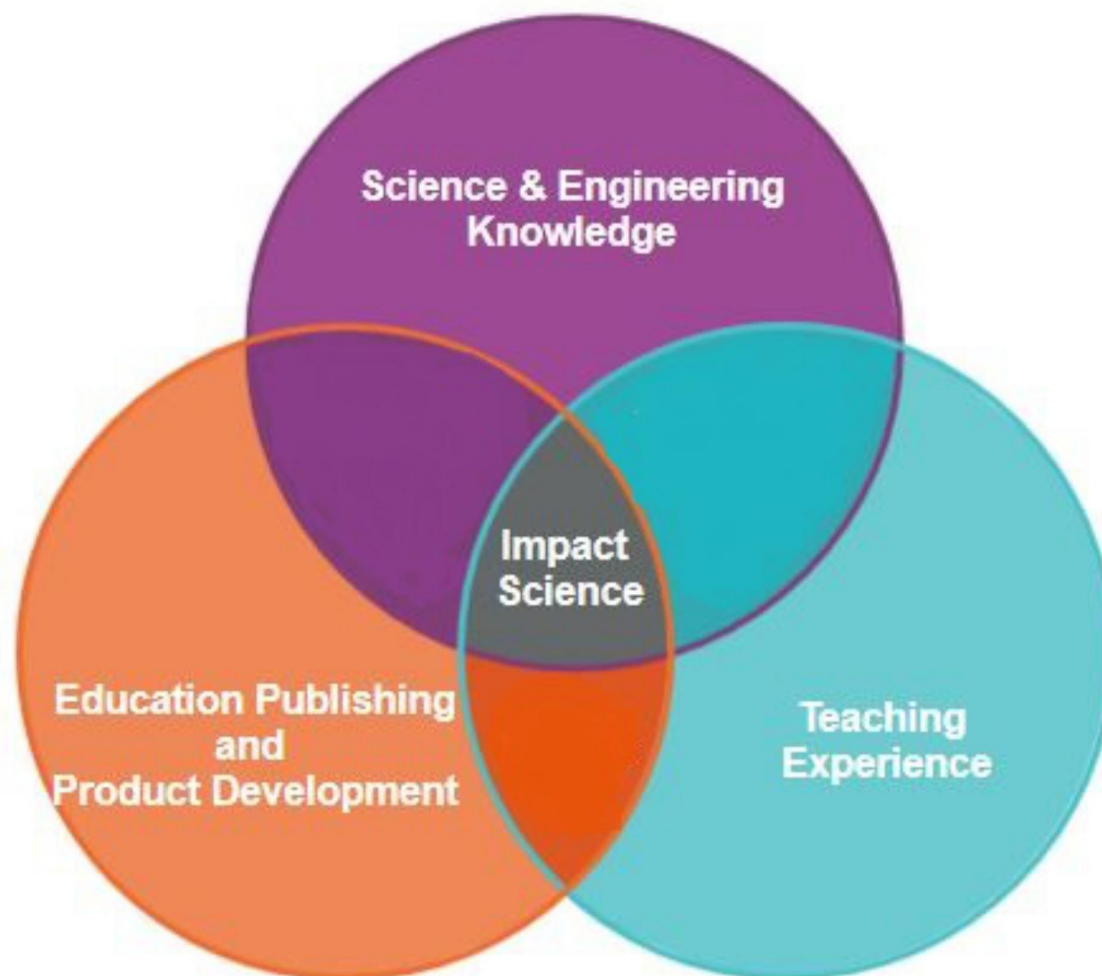 Science & Engineering
Knowledge
Impact
Science
Education Publishing
and
Product Development
Teaching
Experience